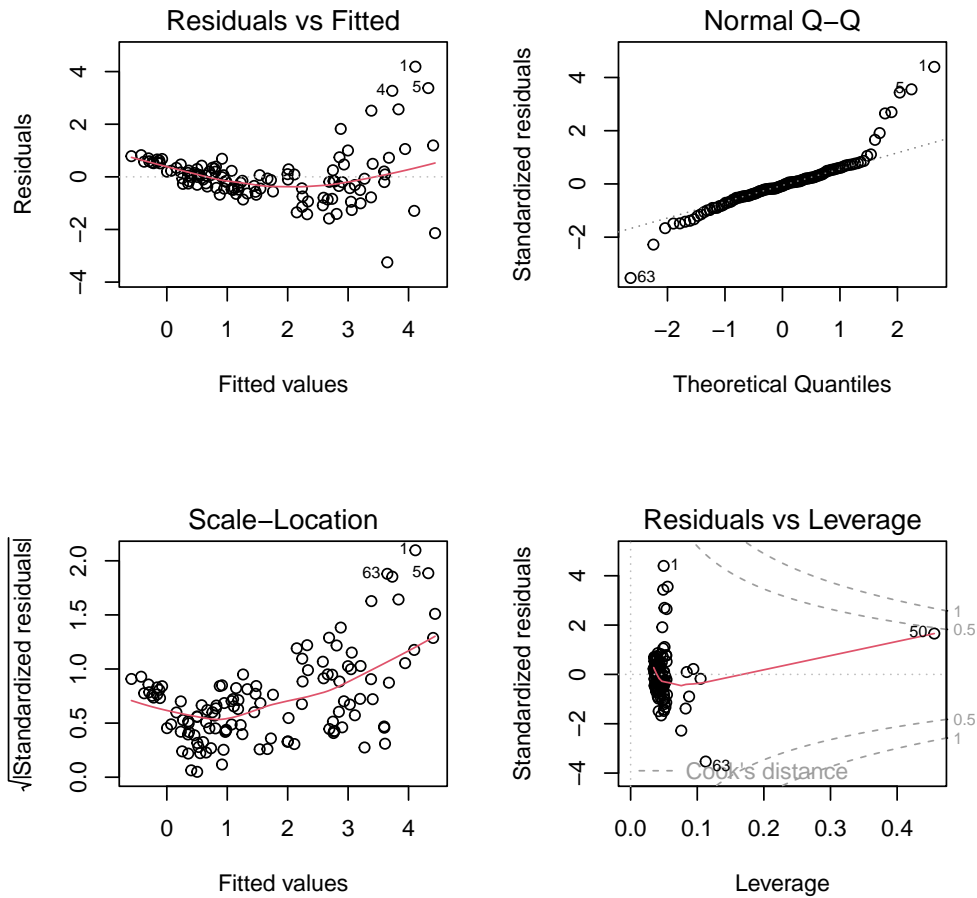 Residuals vs Fitted
Residuals
4
2
0
−2
−4
1
4
5
0 1 2 3 4
Fitted values
Normal Q−Q
Standardized residuals
4
2
0
−2
1
5
63
−2 −1 0 1 2
Theoretical Quantiles
Scale−Location
√|Standardized residuals|
2.0
1.5
1.0
0.5
0.0
1
63
5
0 1 2 3 4
Fitted values
Residuals vs Leverage
Standardized residuals
4
2
0
−2
−4
1
50
63
1
0.5
0.5
1
Cook's distance
0.0 0.1 0.2 0.3 0.4
Leverage